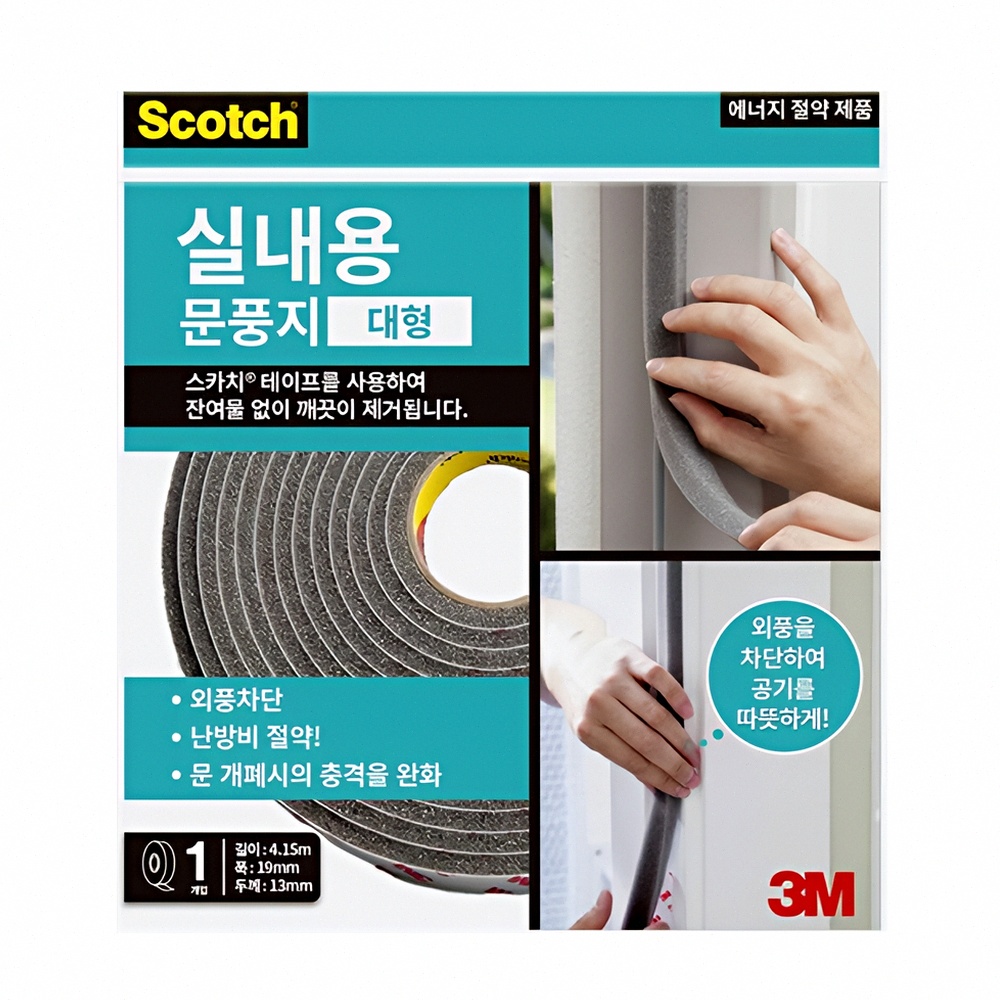 Scotch®
에너지 절약 제품
실내용
문풍지 대형
스카치® 테이프를 사용하여
잔여물 없이 깨끗이 제거됩니다.
• 외풍차단
• 난방비 절약!
• 문 개폐시의 충격을 완화
1
개입
길이 : 4.15m
폭 : 19mm
두께 : 13mm
외풍을
차단하여
공기를
따뜻하게!
3M